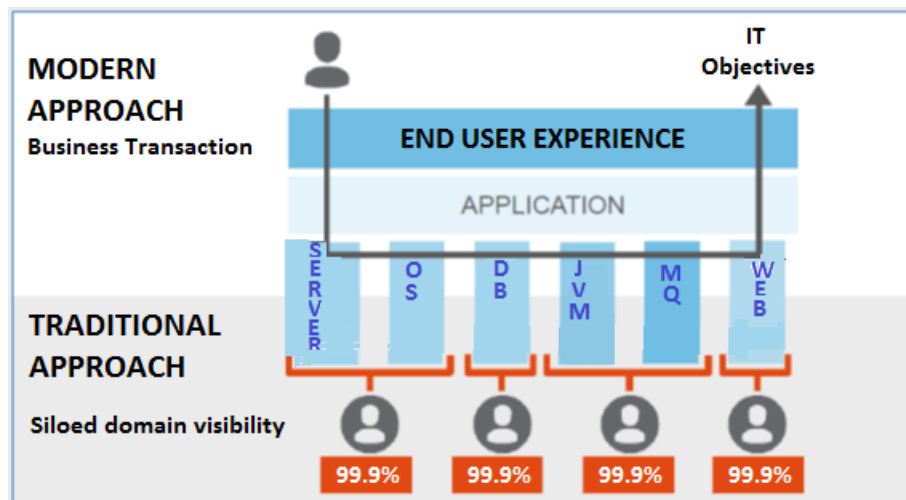 MODERN
APPROACH
Business Transaction
IT
Objectives
END USER EXPERIENCE
APPLICATION
SERVER
OS
DB
JVM
MQ
WEB
TRADITIONAL
APPROACH
Siloed domain visibility
99.9%
99.9%
99.9%
99.9%